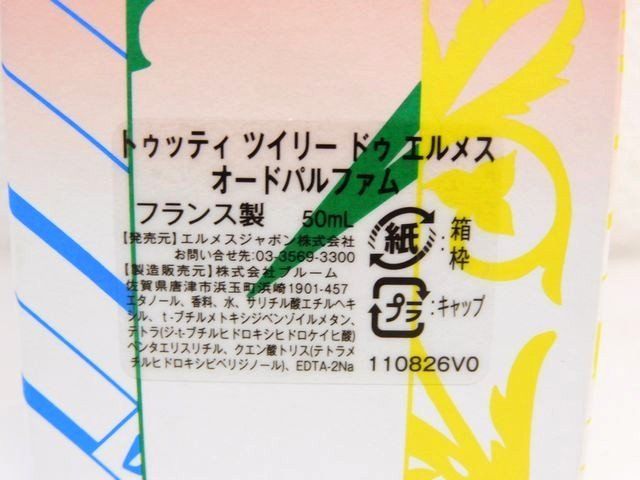 トゥッティ ツイリー ドゥ エルメス
オードパルファム
フランス製 50mL
【発売元】エルメスジャポン株式会社
お問い合せ先:03-3569-3300
【製造販売元】株式会社ブルーム
佐賀県唐津市浜玉町浜崎1901-457
エタノール、香料、水、サリチル酸エチルヘキ
シル、t-ブチルメトキシジベンゾイルメタン、
テトラ(ジ-t-ブチルヒドロキシヒドロケイヒ酸)
ペンタエリスリチル、クエン酸トリス(テトラメ
チルヒドロキシピペリジノール)、EDTA-2Na
紙:箱
枠
プラ:キャップ
110826V0